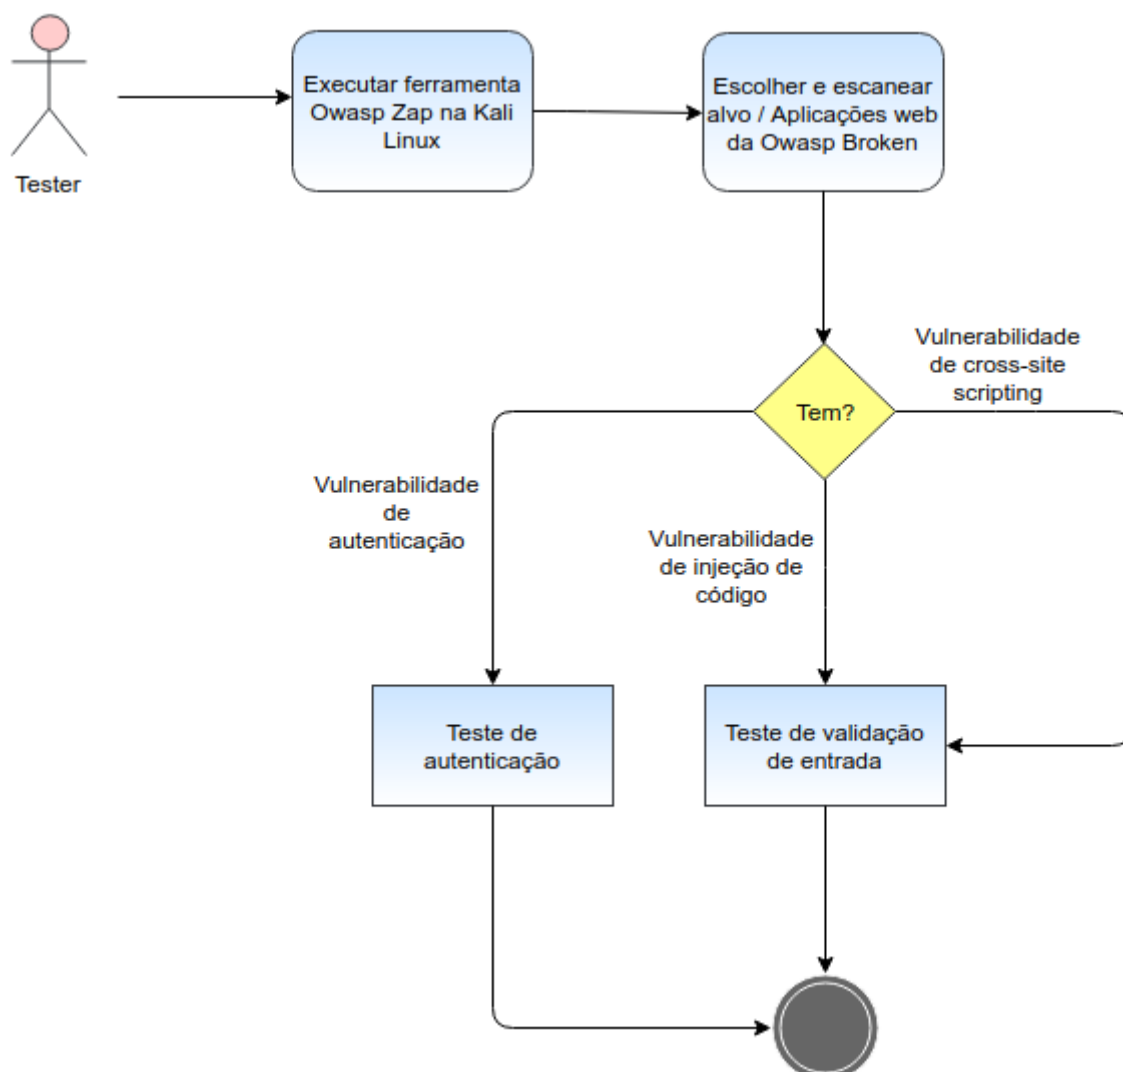 Tester
Executar ferramenta
Owasp Zap na Kali
Linux
Escolher e escanear
alvo / Aplicações web
da Owasp Broken
Tem?
Vulnerabilidade
de cross-site
scripting
Vulnerabilidade
de
autenticação
Vulnerabilidade
de injeção de
código
Teste de
autenticação
Teste de validação
de entrada